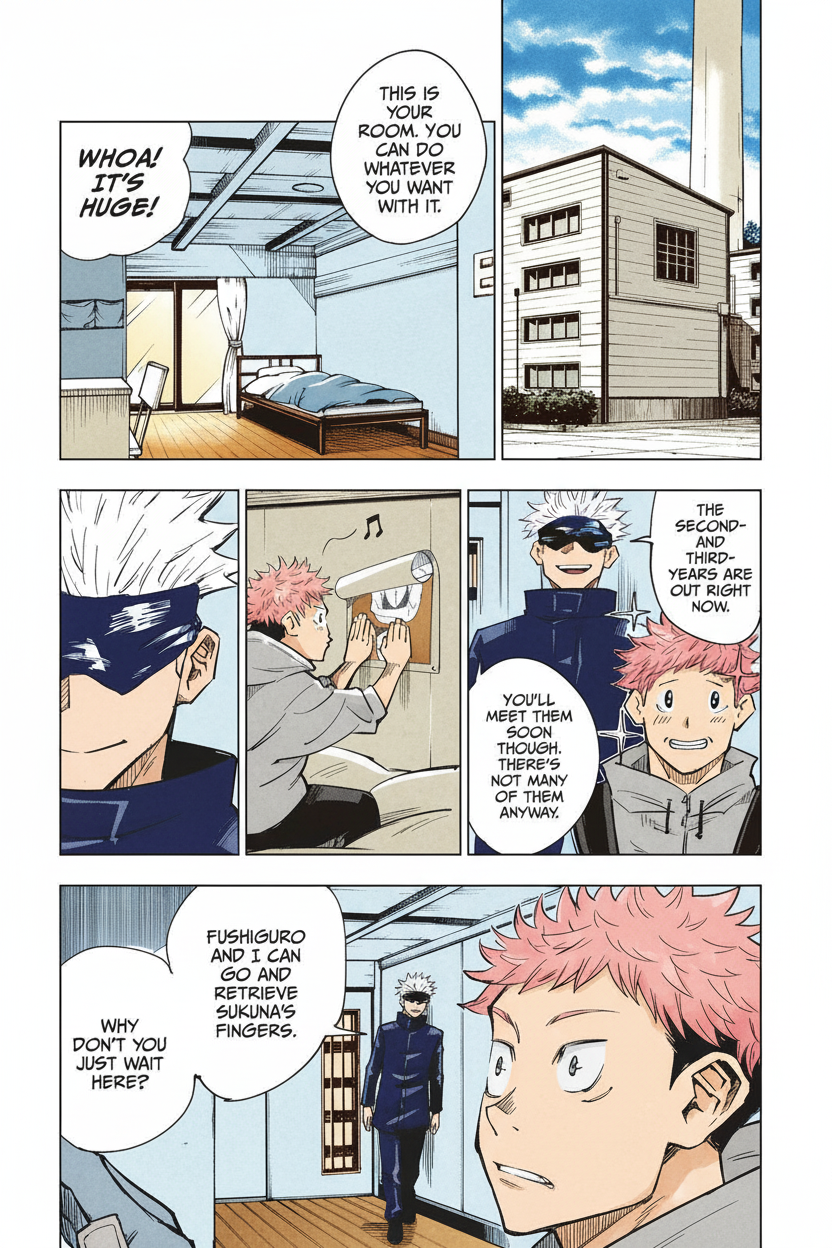 THIS IS
YOUR
ROOM. YOU
CAN DO
WHATEVER
YOU WANT
WITH IT.
WHOA!
IT'S
HUGE!
THE
SECOND-
AND
THIRD-
YEARS ARE
OUT RIGHT
NOW.
YOU'LL
MEET THEM
SOON
THOUGH.
THERE'S
NOT MANY
OF THEM
ANYWAY.
FUSHIGURO
AND I CAN
GO AND
RETRIEVE
SUKUNA'S
FINGERS.
WHY
DON'T YOU
JUST WAIT
HERE?